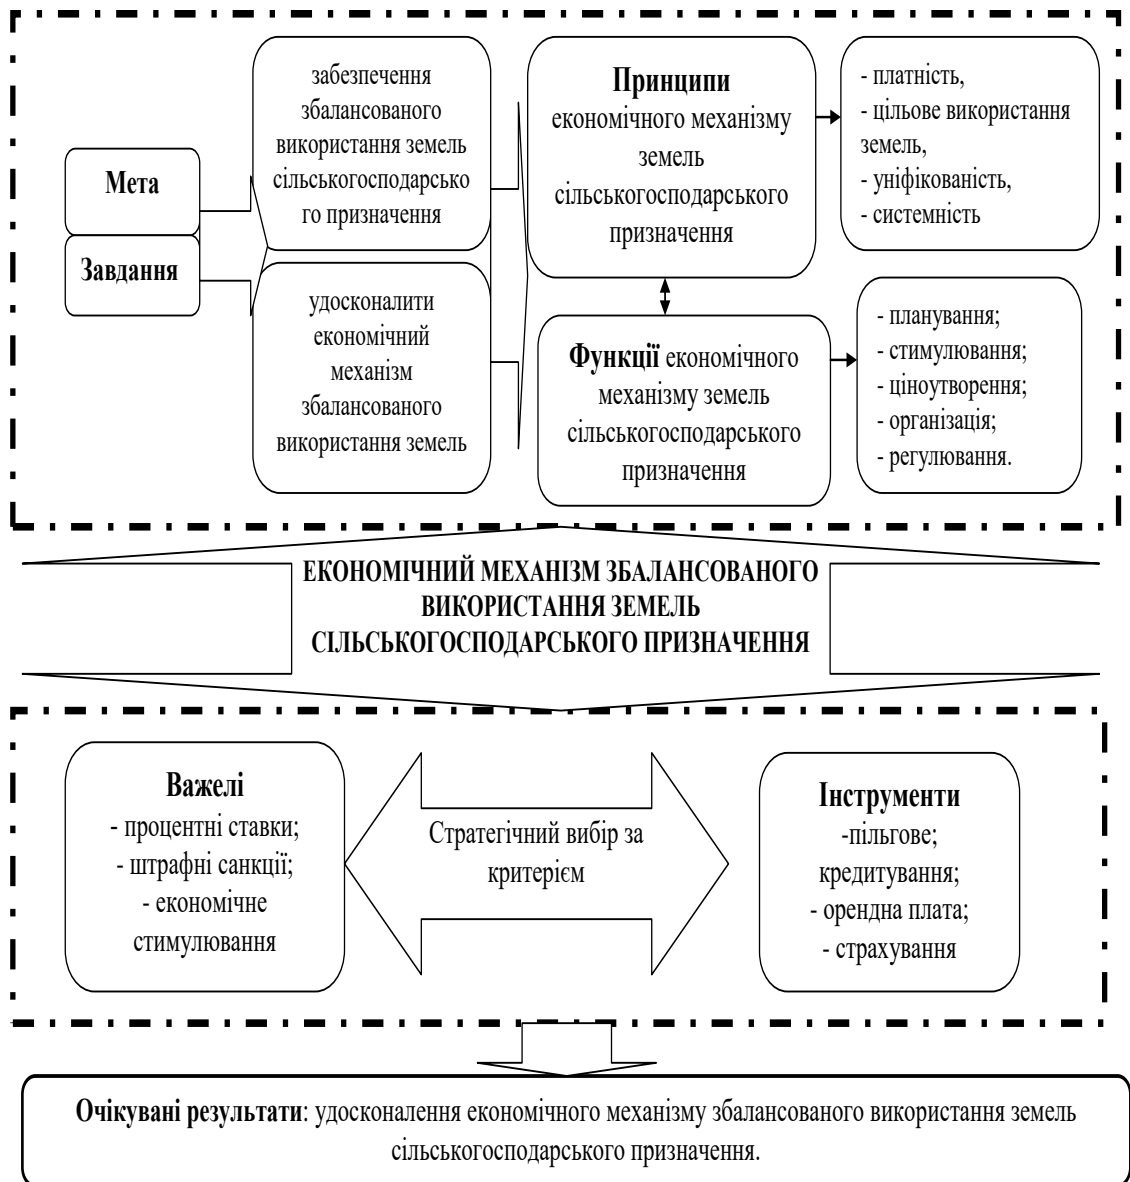 Мета
Завдання
забезпечення
збалансованого
використання земель
сільськогосподарсько
го призначення
удосконалити
економічний
механізм
збалансованого
використання земель
Принципи
економічного механізму
земель
сільськогосподарського
призначення
- платність,
- цільове використання
земель,
- уніфікованість,
- системність
Функції економічного
механізму земель
сільськогосподарського
призначення
- планування;
- стимулювання;
- ціноутворення;
- організація;
- регулювання.
ЕКОНОМІЧНИЙ МЕХАНІЗМ ЗБАЛАНСОВАНОГО
ВИКОРИСТАННЯ ЗЕМЕЛЬ
СІЛЬСЬКОГОСПОДАРСЬКОГО ПРИЗНАЧЕННЯ
Важелі
- процентні ставки;
- штрафні санкції;
- економічне
стимулювання
Стратегічний вибір за
критерієм
Інструменти
-пільгове;
кредитування;
- орендна плата;
- страхування
Очікувані результати: удосконалення економічного механізму збалансованого використання земель
сільськогосподарського призначення.